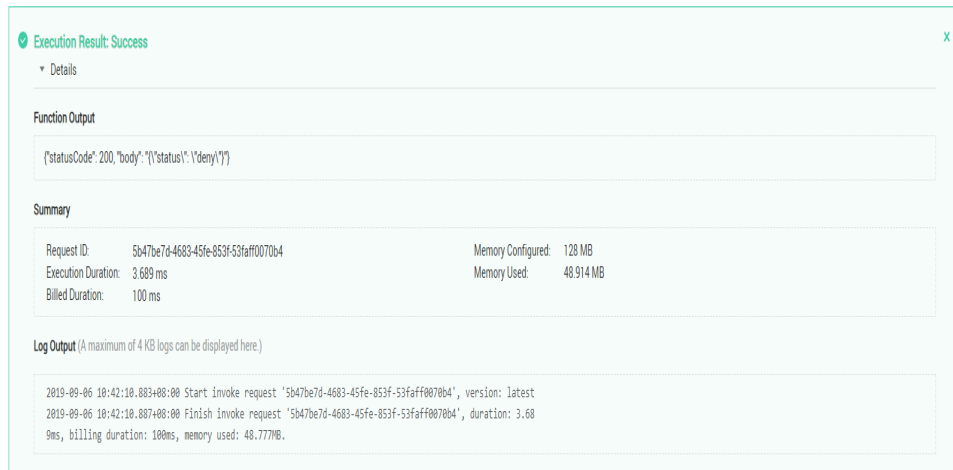 Execution Result: Success
X
Details
Function Output
{"statusCode": 200, "body": "{\"status\": \"deny\"}"}
Summary
Request ID: 5b47be7d-4683-45fe-853f-53faff0070b4 Memory Configured: 128 MB
Execution Duration: 3.689 ms Memory Used: 48.914 MB
Billed Duration: 100 ms
Log Output (A maximum of 4 KB logs can be displayed here.)
2019-09-06 10:42:10.883+08:00 Start invoke request '5b47be7d-4683-45fe-853f-53faff0070b4', version: latest
2019-09-06 10:42:10.887+08:00 Finish invoke request '5b47be7d-4683-45fe-853f-53faff0070b4', duration: 3.68
9ms, billing duration: 100ms, memory used: 48.777MB.